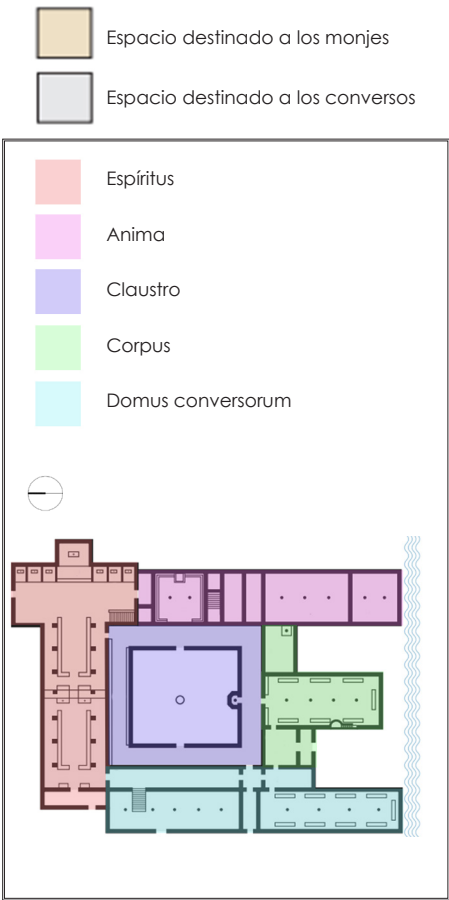 Espacio destinado a los monjes
Espacio destinado a los conversos
Espíritus
Anima
Claustro
Corpus
Domus conversorum